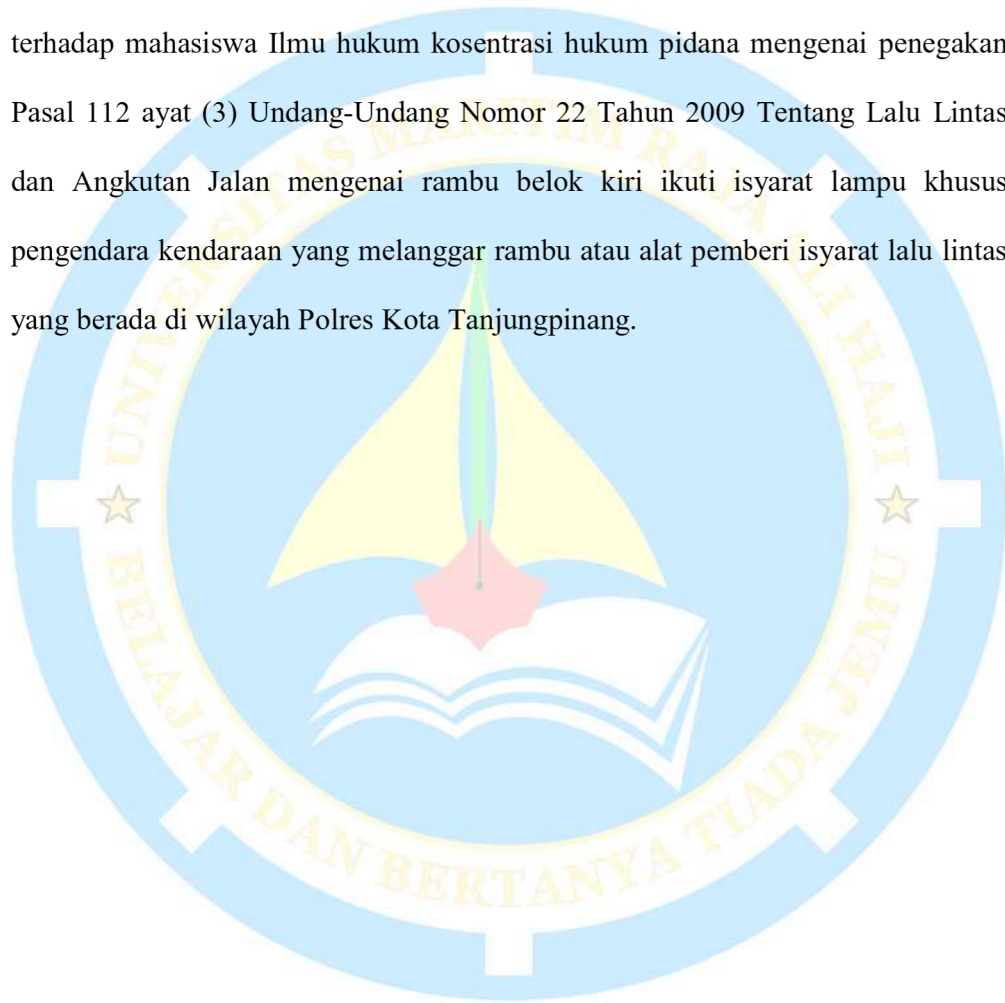 terhadap mahasiswa Ilmu hukum kosentrasi hukum pidana mengenai penegakan
Pasal 112 ayat (3) Undang-Undang Nomor 22 Tahun 2009 Tentang Lalu Lintas
dan Angkutan Jalan mengenai rambu belok kiri ikuti isyarat lampu khusus
pengendara kendaraan yang melanggar rambu atau alat pemberi isyarat lalu lintas
yang berada di wilayah Polres Kota Tanjungpinang.
UNIVERSITAS MARITIM RAJA ALI HAJI
BELAJAR DAN BERTANYA TIADA JEMU